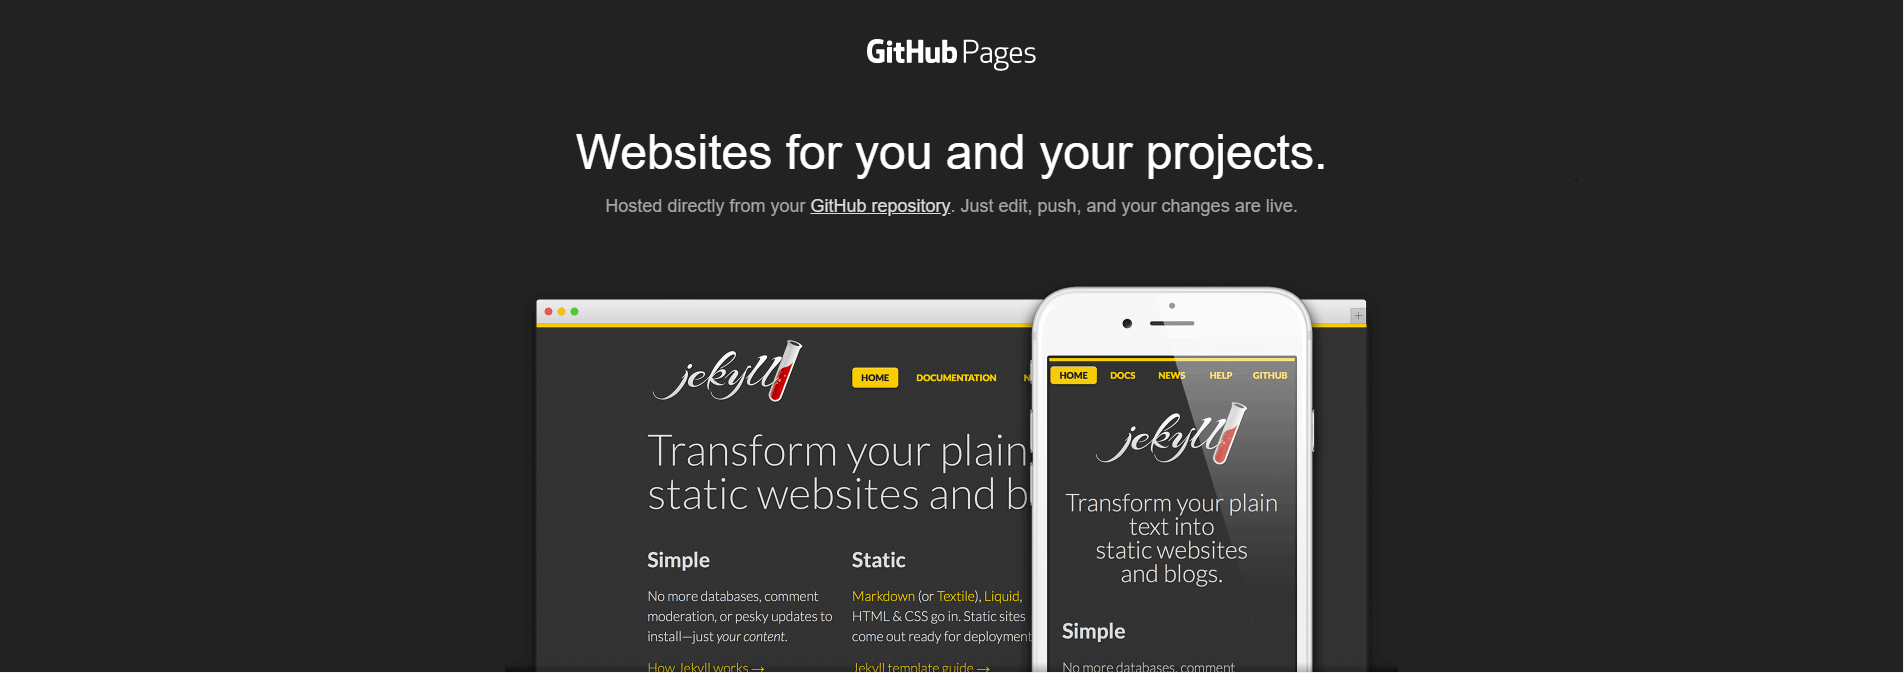 GitHub Pages
Websites for you and your projects.
Hosted directly from your GitHub repository. Just edit, push, and your changes are live.
jekyll
HOME DOCUMENTATION
Transform your plain
static websites and
Simple
No more databases, comment
moderation, or pesky updates to
install—just your content.
How Jekyll works →
Static
Markdown (or Textile), Liquid,
HTML & CSS go in. Static sites
come out ready for deployment
Jekyll template guide →
HOME DOCS NEWS HELP GITHUB
jekyll
Transform your plain
text into
static websites
and blogs.
Simple
No more databases, comment